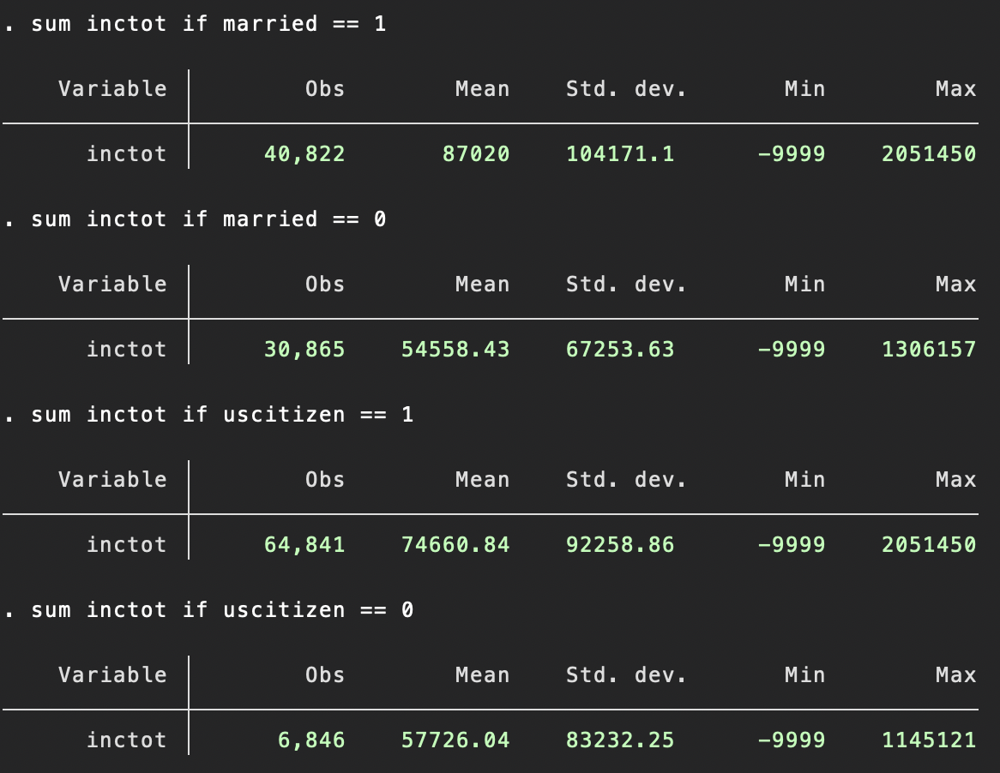 . sum inctot if married == 1
Variable Obs Mean Std. dev. Min Max
inctot 40,822 87020 104171.1 -9999 2051450
. sum inctot if married == 0
Variable Obs Mean Std. dev. Min Max
inctot 30,865 54558.43 67253.63 -9999 1306157
. sum inctot if uscitizen == 1
Variable Obs Mean Std. dev. Min Max
inctot 64,841 74660.84 92258.86 -9999 2051450
. sum inctot if uscitizen == 0
Variable Obs Mean Std. dev. Min Max
inctot 6,846 57726.04 83232.25 -9999 1145121